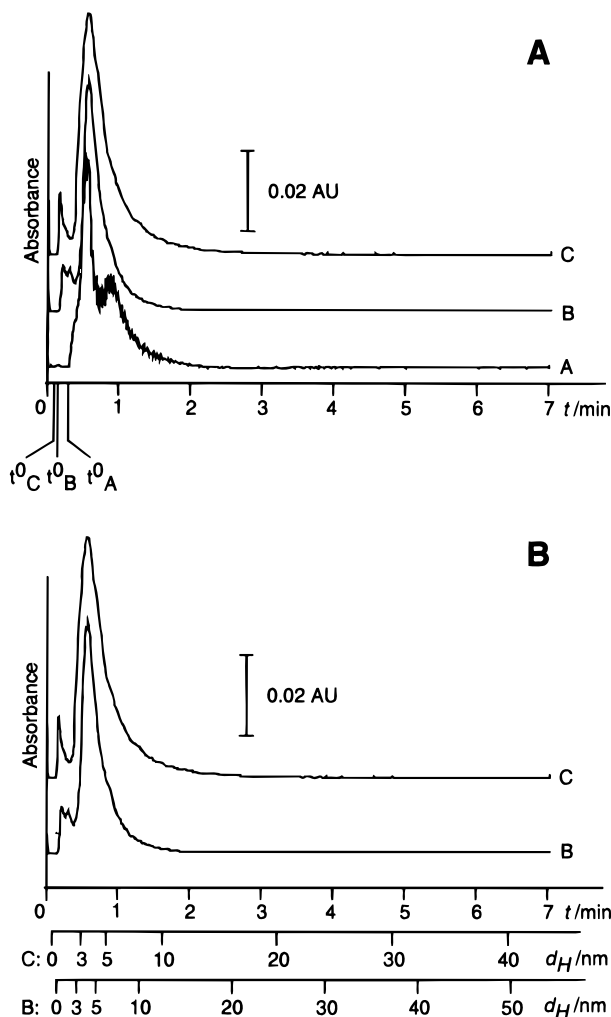 A
Absorbance
0.02 AU
C
B
A
0 1 2 3 4 5 6 7 t/min
t⁰C t⁰B t⁰A
B
Absorbance
0.02 AU
C
B
0 1 2 3 4 5 6 7 t/min
C: 0 3 5 10 20 30 40 dH/nm
B: 0 3 5 10 20 30 40 50 dH/nm